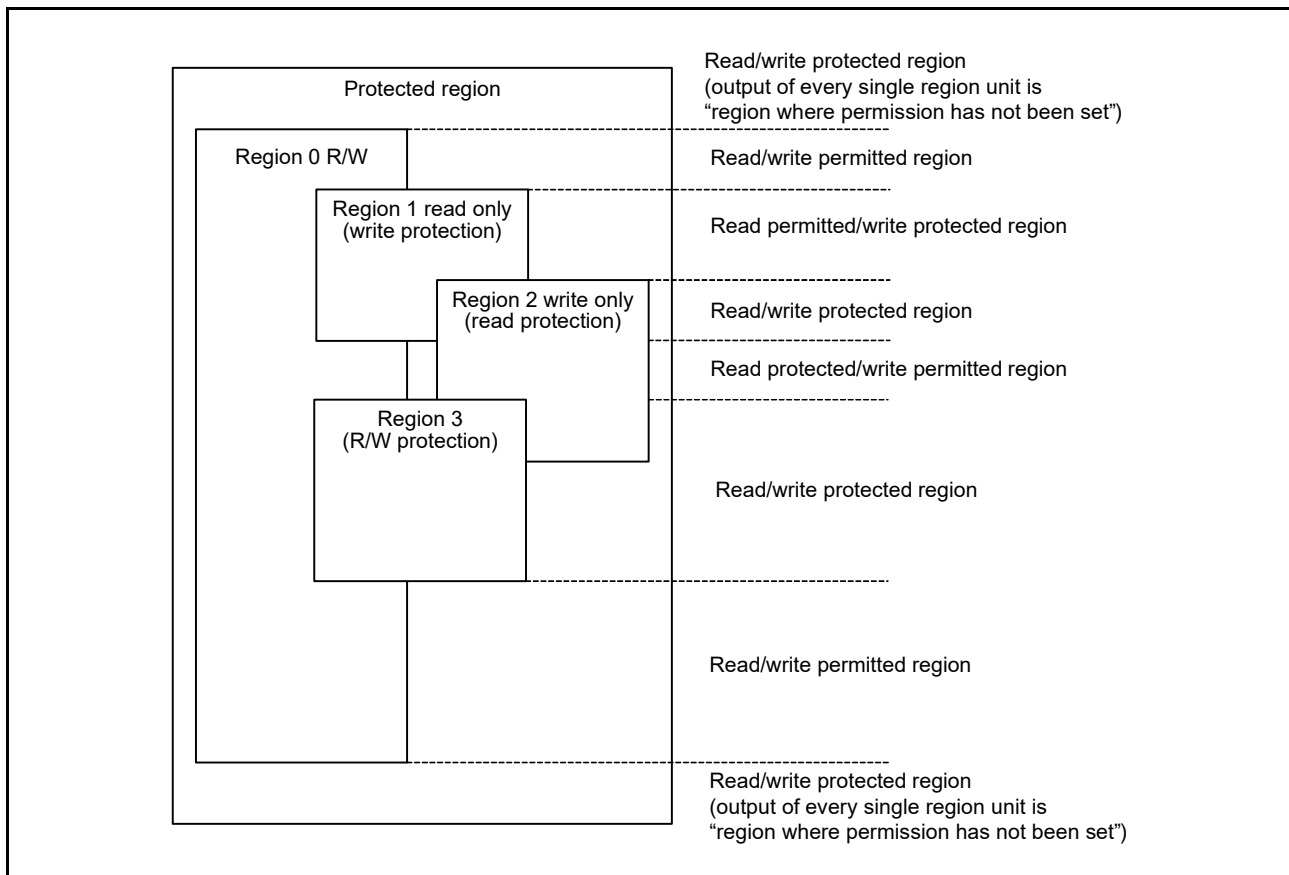 Protected region
Region 0 R/W
Region 1 read only
(write protection)
Region 2 write only
(read protection)
Region 3
(R/W protection)
Read/write protected region
(output of every single region unit is
“region where permission has not been set”)
Read/write permitted region
Read permitted/write protected region
Read/write protected region
Read protected/write permitted region
Read/write protected region
Read/write permitted region
Read/write protected region
(output of every single region unit is
“region where permission has not been set”)